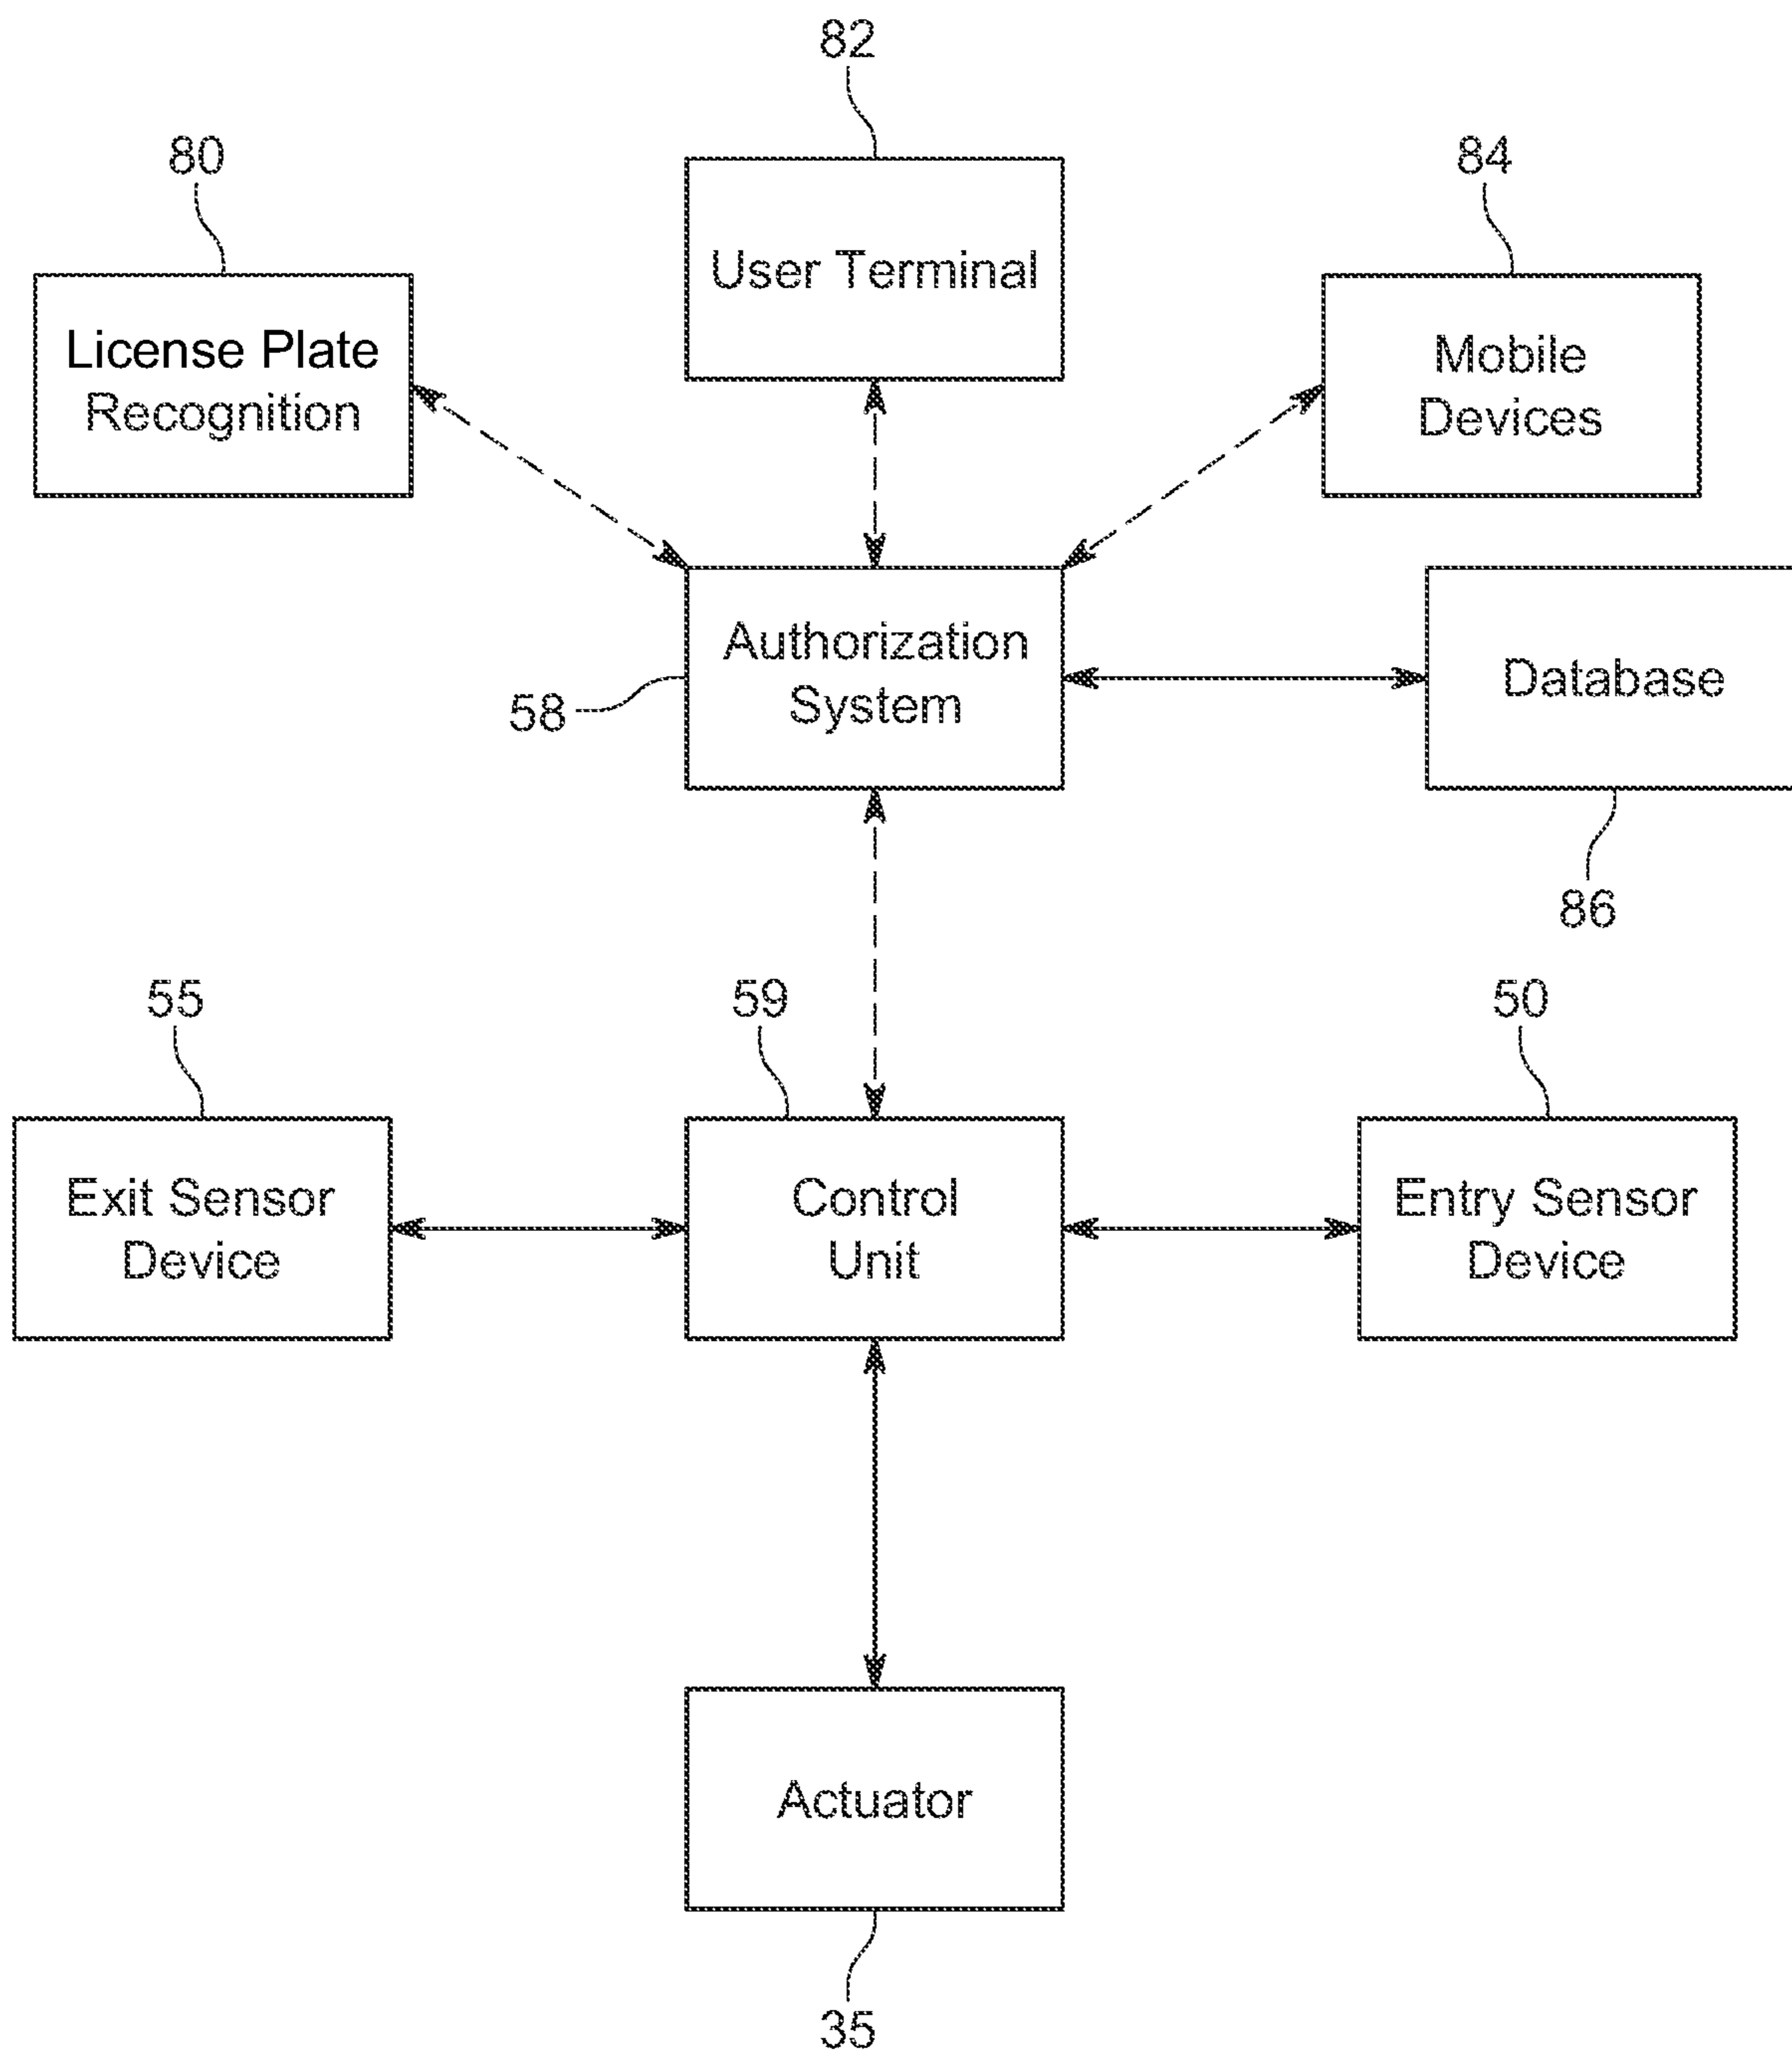 82
80
84
User Terminal
License Plate
Recognition
Mobile
Devices
Authorization
System
58
Database
86
55
59
50
Exit Sensor
Device
Control
Unit
Entry Sensor
Device
Actuator
35